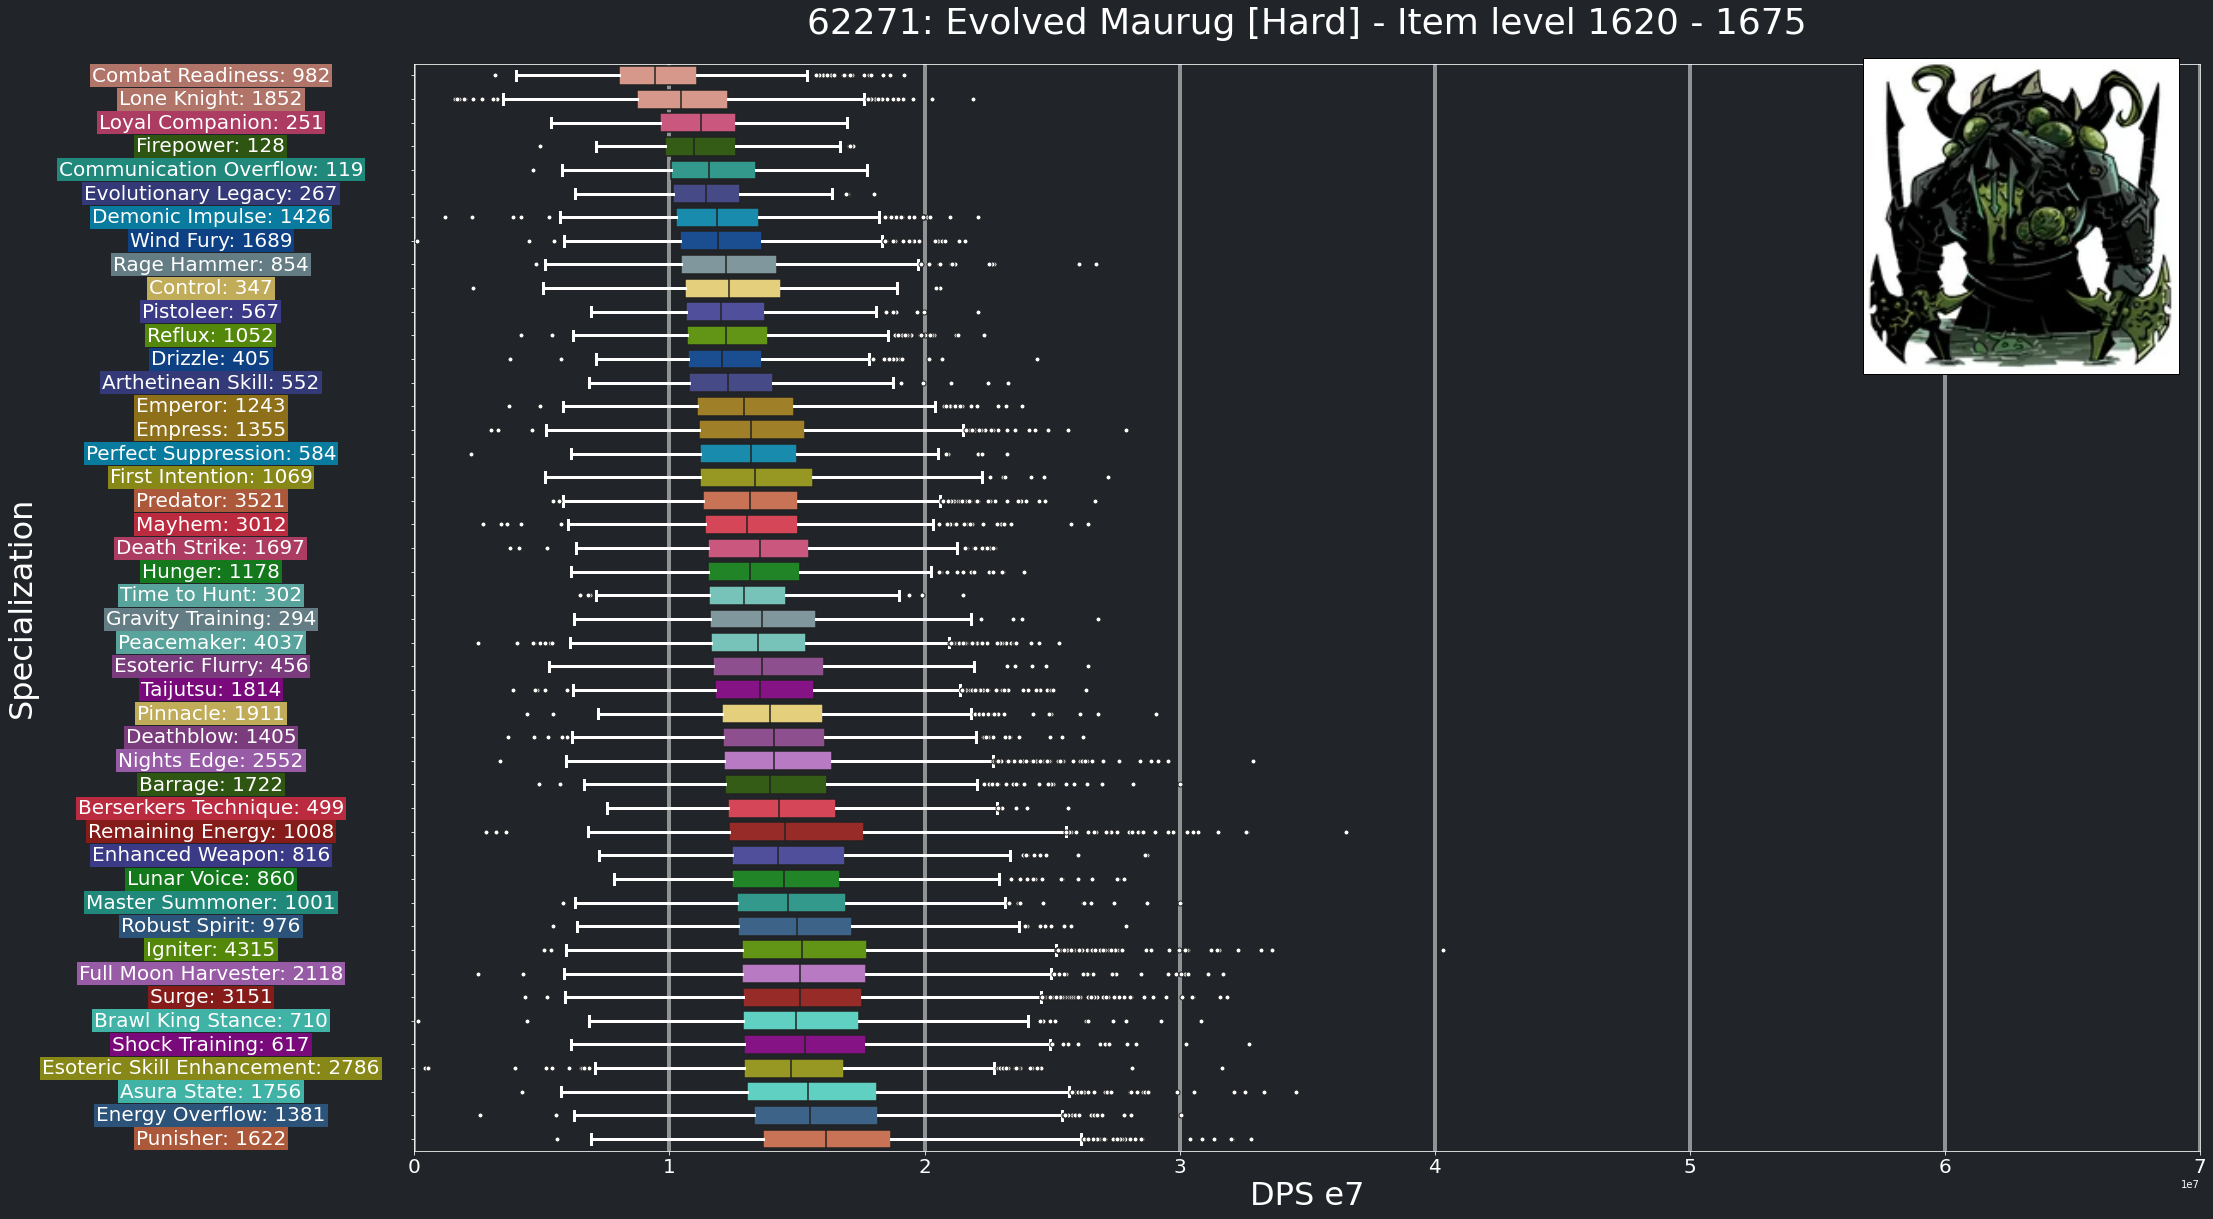 62271: Evolved Maurug [Hard] - Item level 1620 - 1675
Combat Readiness: 982
Lone Knight: 1852
Loyal Companion: 251
Firepower: 128
Communication Overflow: 119
Evolutionary Legacy: 267
Demonic Impulse: 1426
Wind Fury: 1689
Rage Hammer: 854
Control: 347
Pistoleer: 567
Reflux: 1052
Drizzle: 405
Arthetinean Skill: 552
Emperor: 1243
Empress: 1355
Perfect Suppression: 584
First Intention: 1069
Predator: 3521
Mayhem: 3012
Death Strike: 1697
Hunger: 1178
Time to Hunt: 302
Gravity Training: 294
Peacemaker: 4037
Esoteric Flurry: 456
Taijutsu: 1814
Pinnacle: 1911
Deathblow: 1405
Nights Edge: 2552
Barrage: 1722
Berserkers Technique: 499
Remaining Energy: 1008
Enhanced Weapon: 816
Lunar Voice: 860
Master Summoner: 1001
Robust Spirit: 976
Igniter: 4315
Full Moon Harvester: 2118
Surge: 3151
Brawl King Stance: 710
Shock Training: 617
Esoteric Skill Enhancement: 2786
Asura State: 1756
Energy Overflow: 1381
Punisher: 1622
Specialization
0 1 2 3 4 5 6 7
1e7
DPS e7